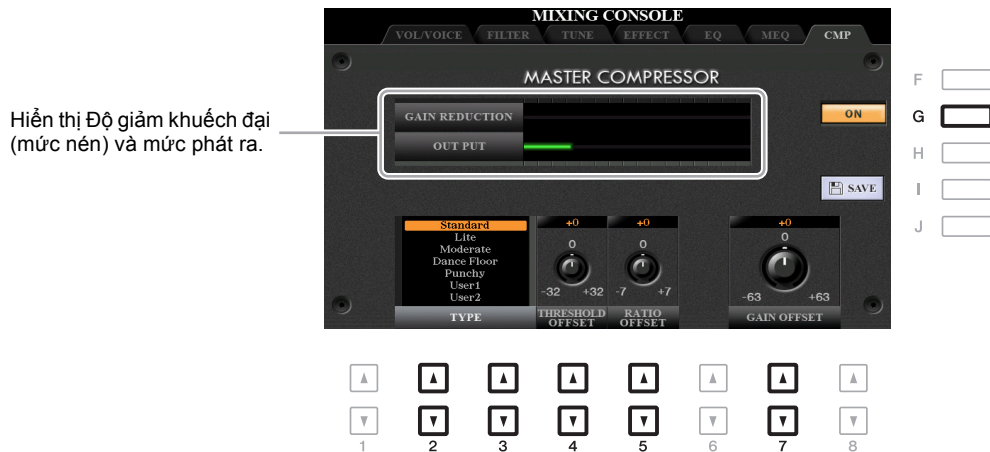 MIXING CONSOLE
VOL/VOICE FILTER TUNE EFFECT EQ MEQ CMP
MASTER COMPRESSOR
Hiển thị Độ giảm khuếch đại
(mức nén) và mức phát ra.
GAIN REDUCTION
OUT PUT
ON
SAVE
F
G
H
I
J
Standard
Lite
Moderate
Dance Floor
Punchy
User1
User2
TYPE
+0
0
-32 +32
THRESHOLD
OFFSET
+0
0
-7 +7
RATIO
OFFSET
+0
0
-63 +63
GAIN OFFSET
1 2 3 4 5 6 7 8